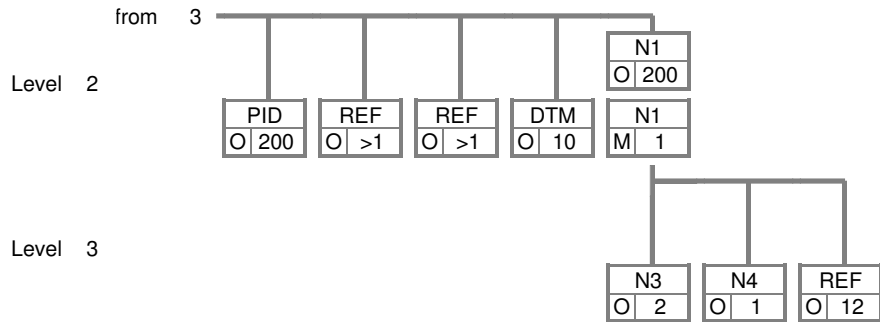 from 3
N1
O 200
Level 2
PID REF REF DTM N1
O 200 O >1 O >1 O 10 M 1
Level 3
N3 N4 REF
O 2 O 1 O 12